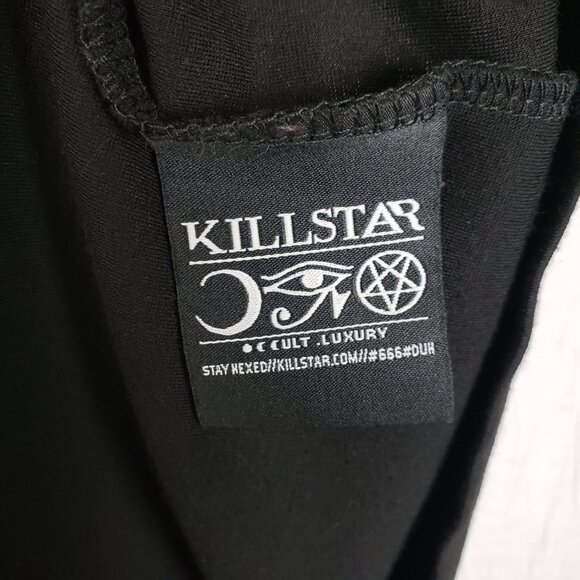 KILLSTAR
OCCULT .LUXURY
STAY HEXED//KILLSTAR.COM//#666#DUH